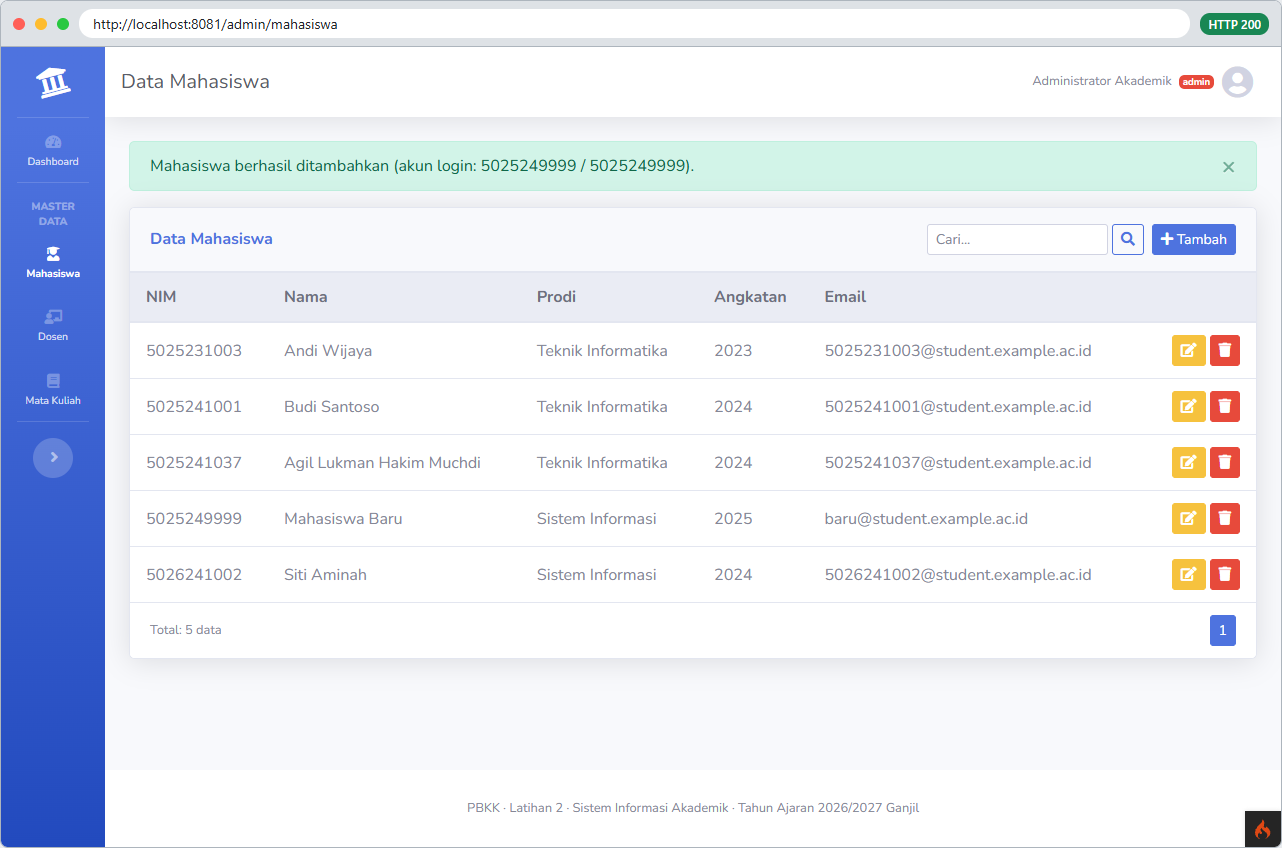 http://localhost:8081/admin/mahasiswa
HTTP 200
Data Mahasiswa
Administrator Akademik admin
Dashboard
MASTER
DATA
Mahasiswa
Dosen
Mata Kuliah
Mahasiswa berhasil ditambahkan (akun login: 5025249999 / 5025249999).
×
Data Mahasiswa
Cari...
Tambah
NIM Nama Prodi Angkatan Email
5025231003 Andi Wijaya Teknik Informatika 2023 5025231003@student.example.ac.id
5025241001 Budi Santoso Teknik Informatika 2024 5025241001@student.example.ac.id
5025241037 Agil Lukman Hakim Muchdi Teknik Informatika 2024 5025241037@student.example.ac.id
5025249999 Mahasiswa Baru Sistem Informasi 2025 baru@student.example.ac.id
5026241002 Siti Aminah Sistem Informasi 2024 5026241002@student.example.ac.id
Total: 5 data
1
PBKK · Latihan 2 · Sistem Informasi Akademik · Tahun Ajaran 2026/2027 Ganjil